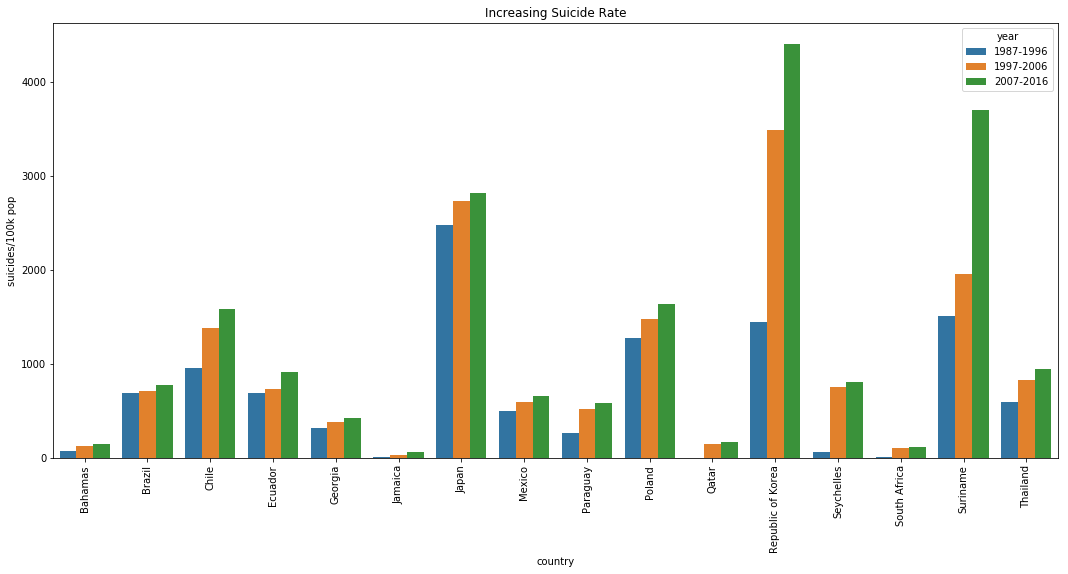 Increasing Suicide Rate
year
1987-1996
1997-2006
2007-2016
suicides/100k pop
4000
3000
2000
1000
0
Bahamas
Brazil
Chile
Ecuador
Georgia
Jamaica
Japan
Mexico
Paraguay
Poland
Qatar
Republic of Korea
Seychelles
South Africa
Suriname
Thailand
country